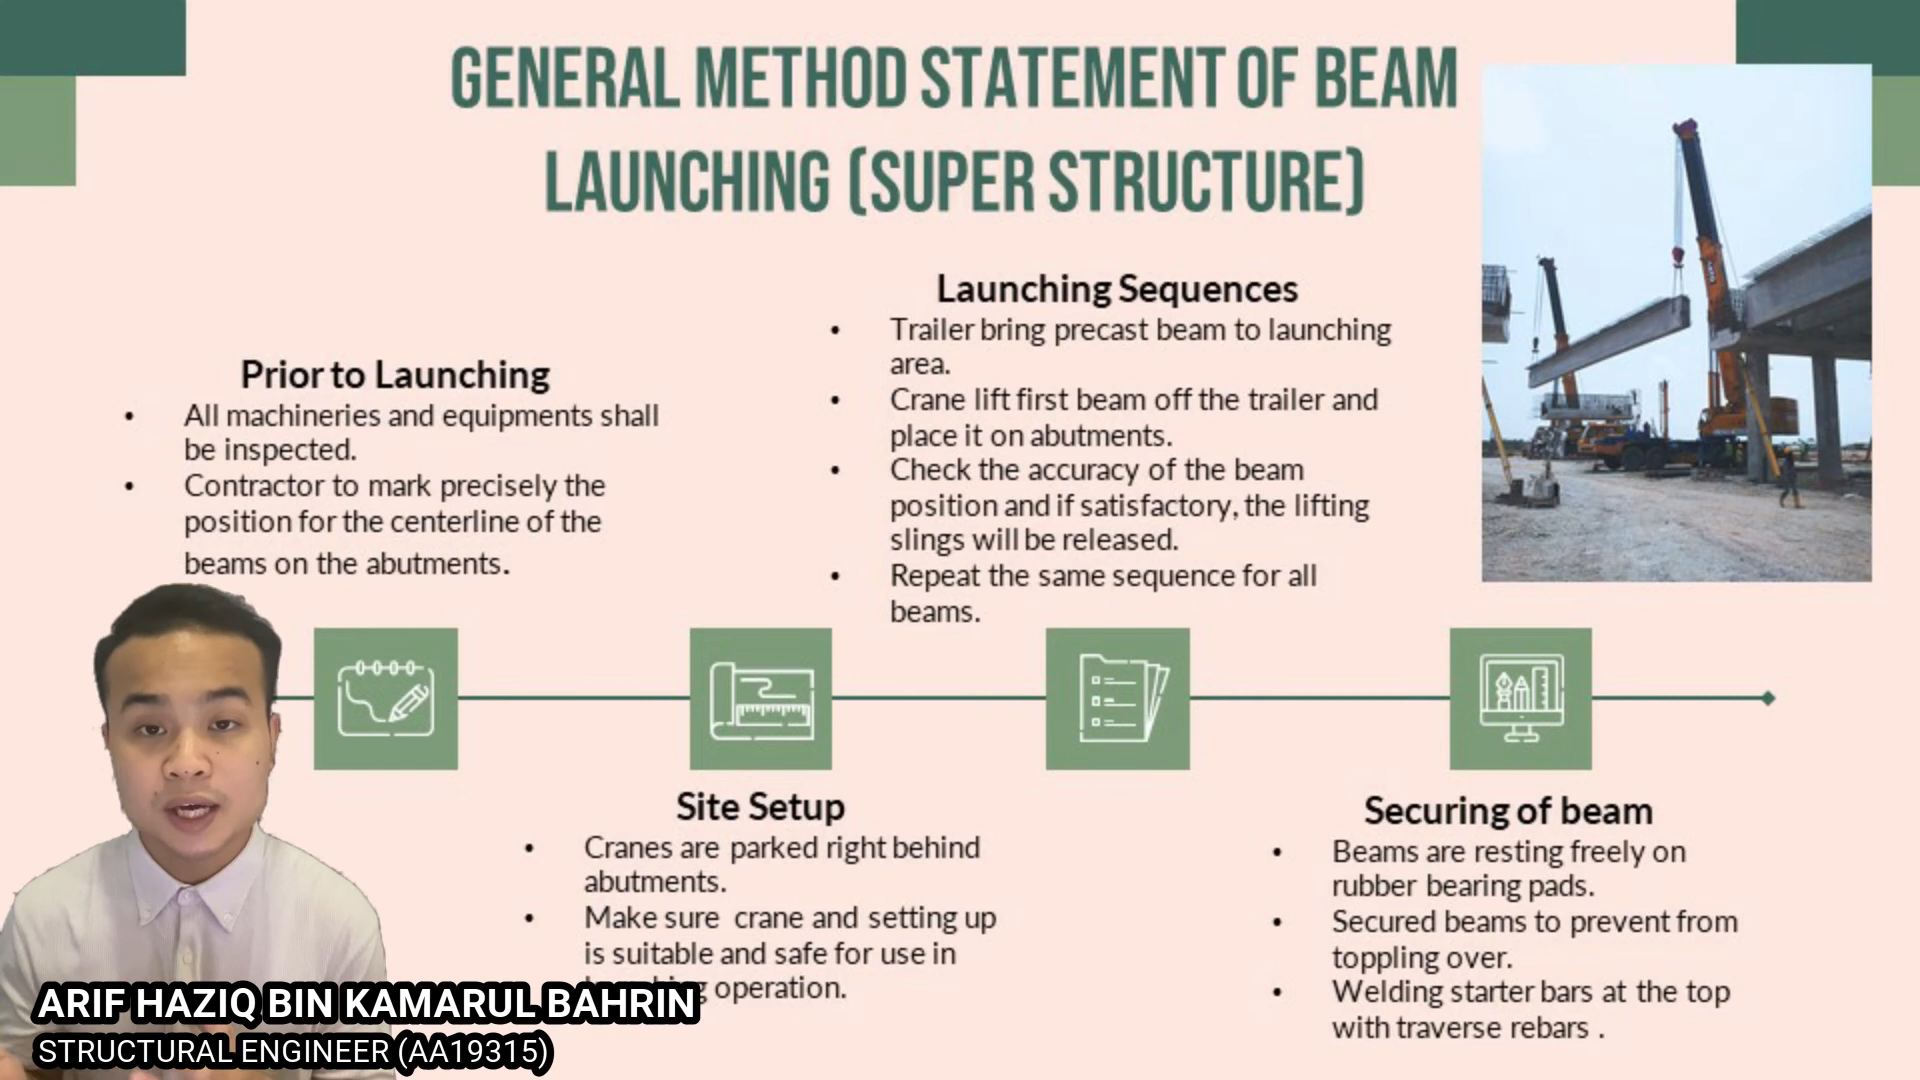 GENERAL METHOD STATEMENT OF BEAM
LAUNCHING (SUPER STRUCTURE)
Prior to Launching
• All machineries and equipments shall
be inspected.
• Contractor to mark precisely the
position for the centerline of the
beams on the abutments.
Launching Sequences
• Trailer bring precast beam to launching
area.
• Crane lift first beam off the trailer and
place it on abutments.
• Check the accuracy of the beam
position and if satisfactory, the lifting
slings will be released.
• Repeat the same sequence for all
beams.
Site Setup
• Cranes are parked right behind
abutments.
• Make sure crane and setting up
is suitable and safe for use in
operation.
Securing of beam
• Beams are resting freely on
rubber bearing pads.
• Secured beams to prevent from
toppling over.
• Welding starter bars at the top
with traverse rebars .
ARIF HAZIQ BIN KAMARUL BAHRIN
STRUCTURAL ENGINEER (AA19315)